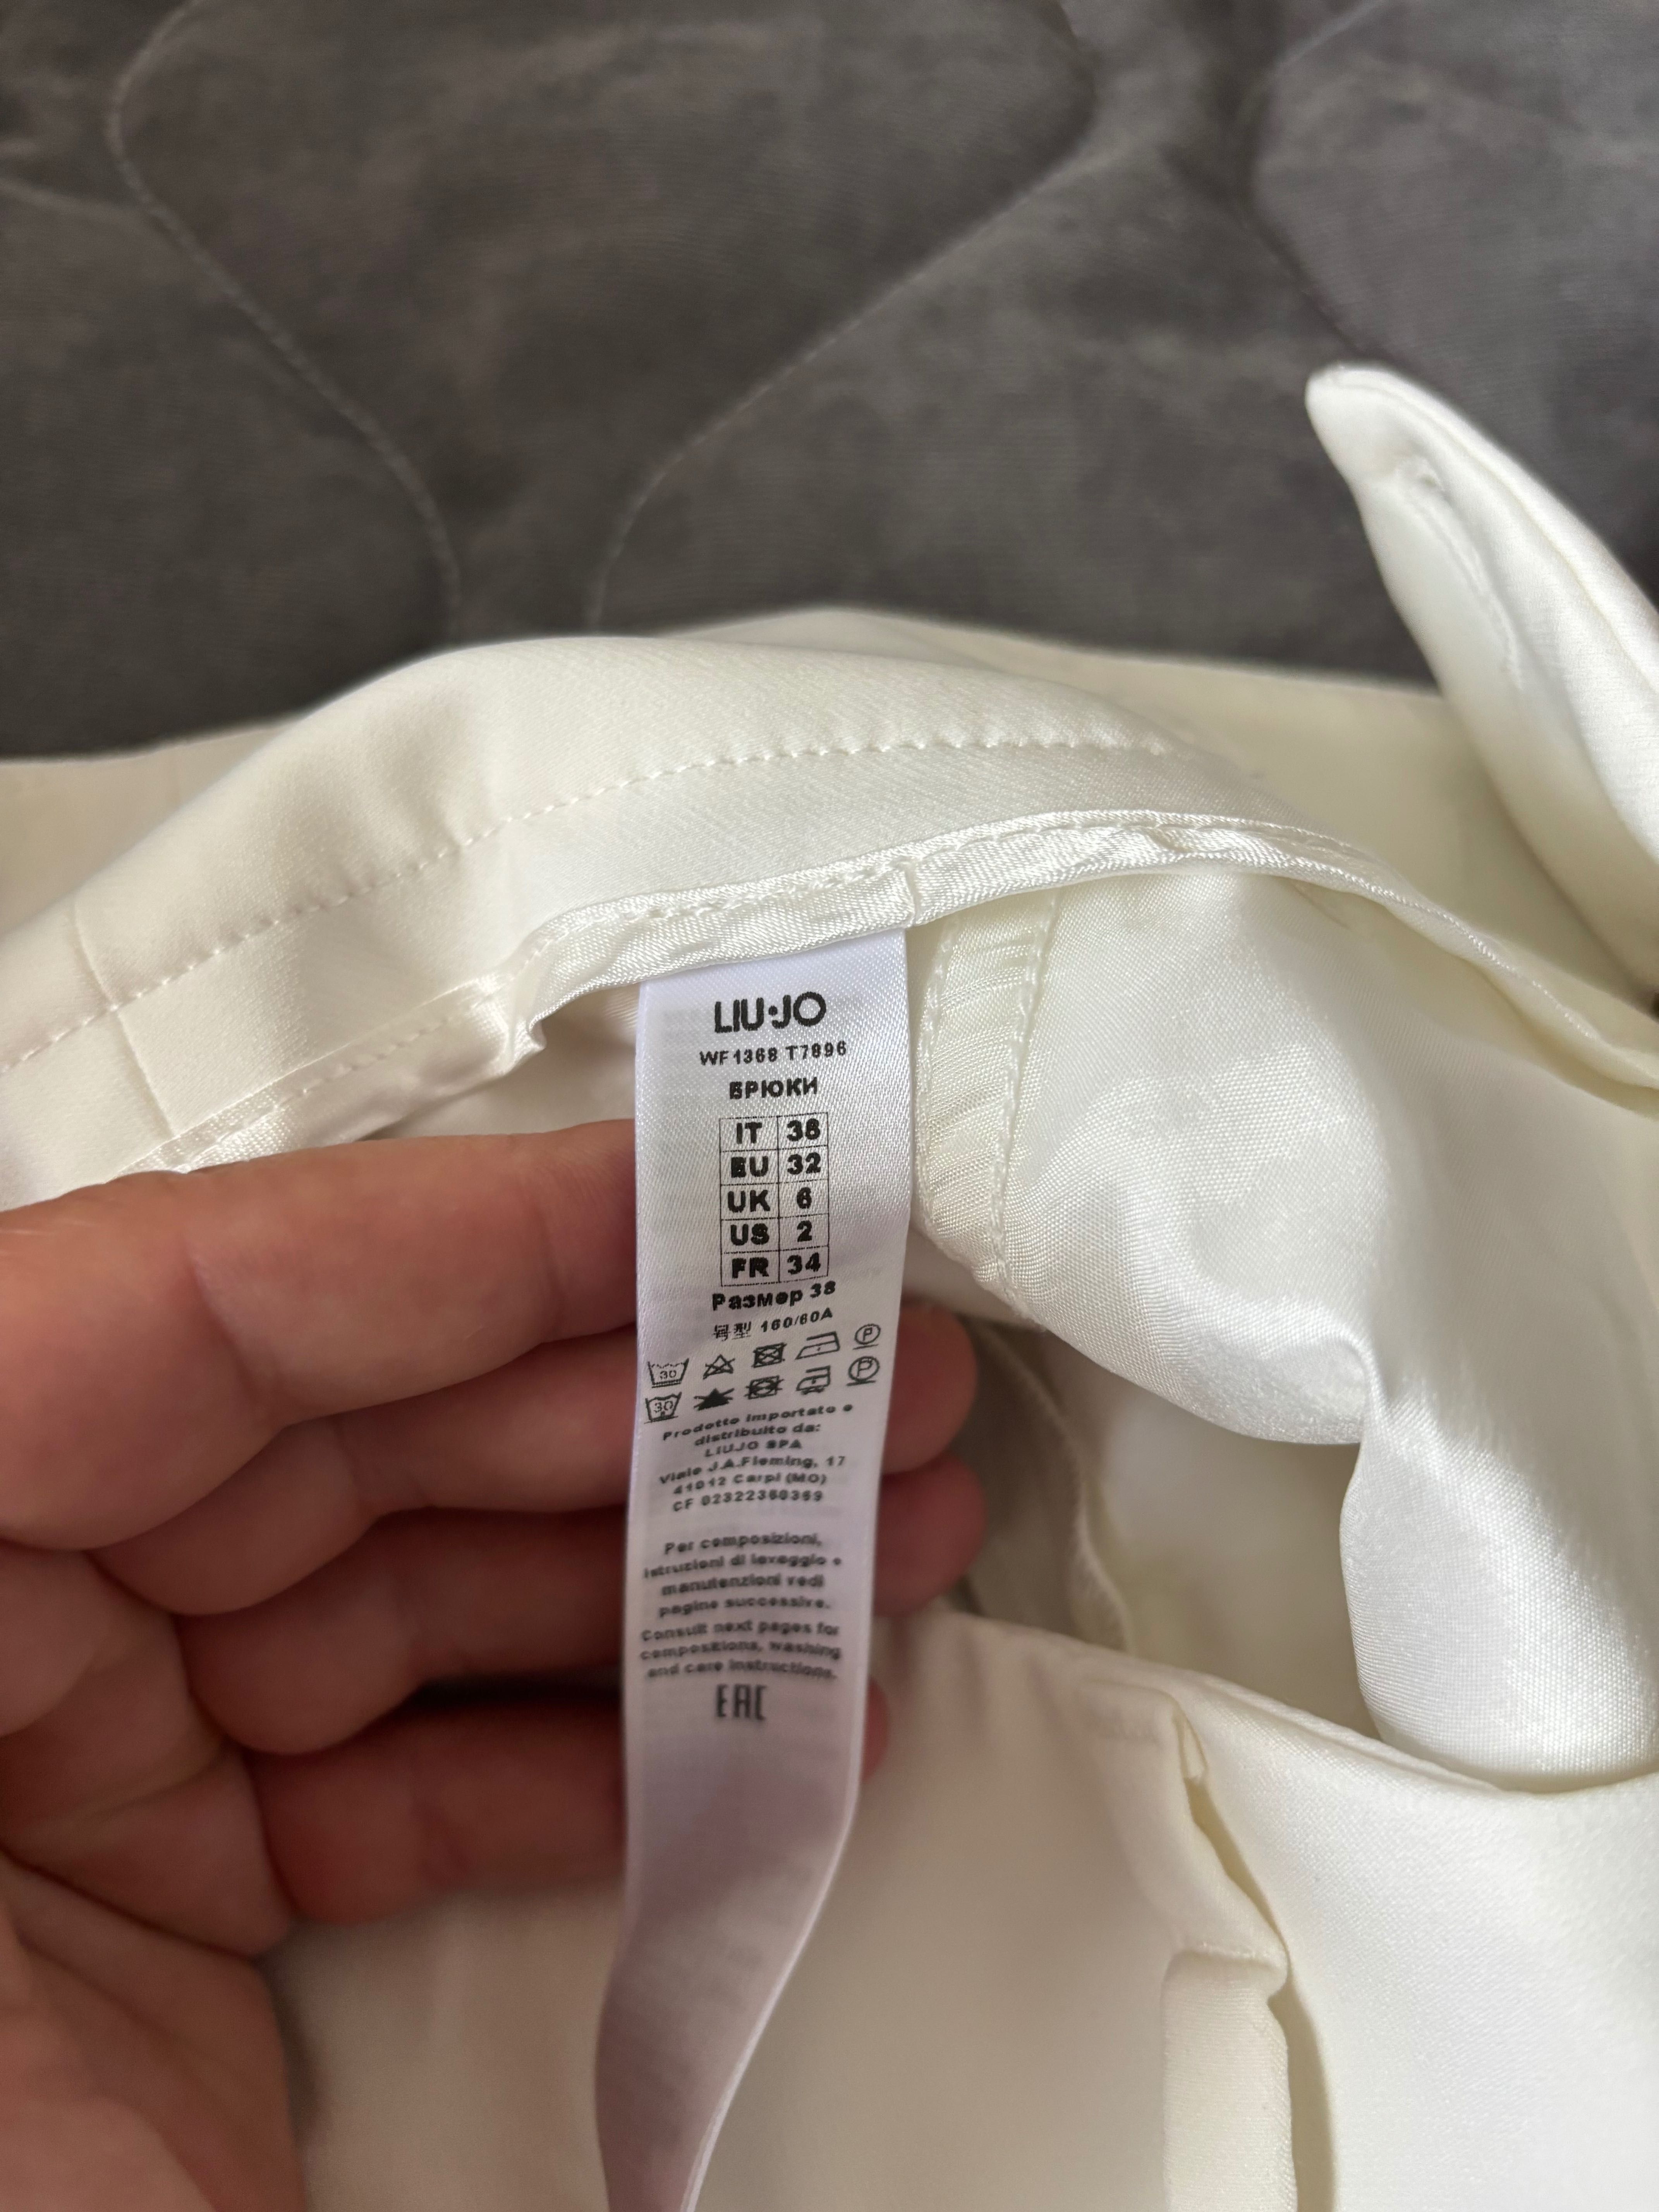 LIU·JO
WF1368 T7896
БРЮКИ
IT 38
EU 32
UK 6
US 2
FR 34
Размер 38
号型 160/60A
30 P
30 P
Prodotto importato e
distribuito da:
LIUJO SPA
Viale J.A.Fleming, 17
41012 Carpi (MO)
CF 02322360369
Per composizioni,
istruzioni di lavaggio e
manutenzioni vedi
pagine successive.
Consult next pages for
compositions, washing
and care instructions.
EAC